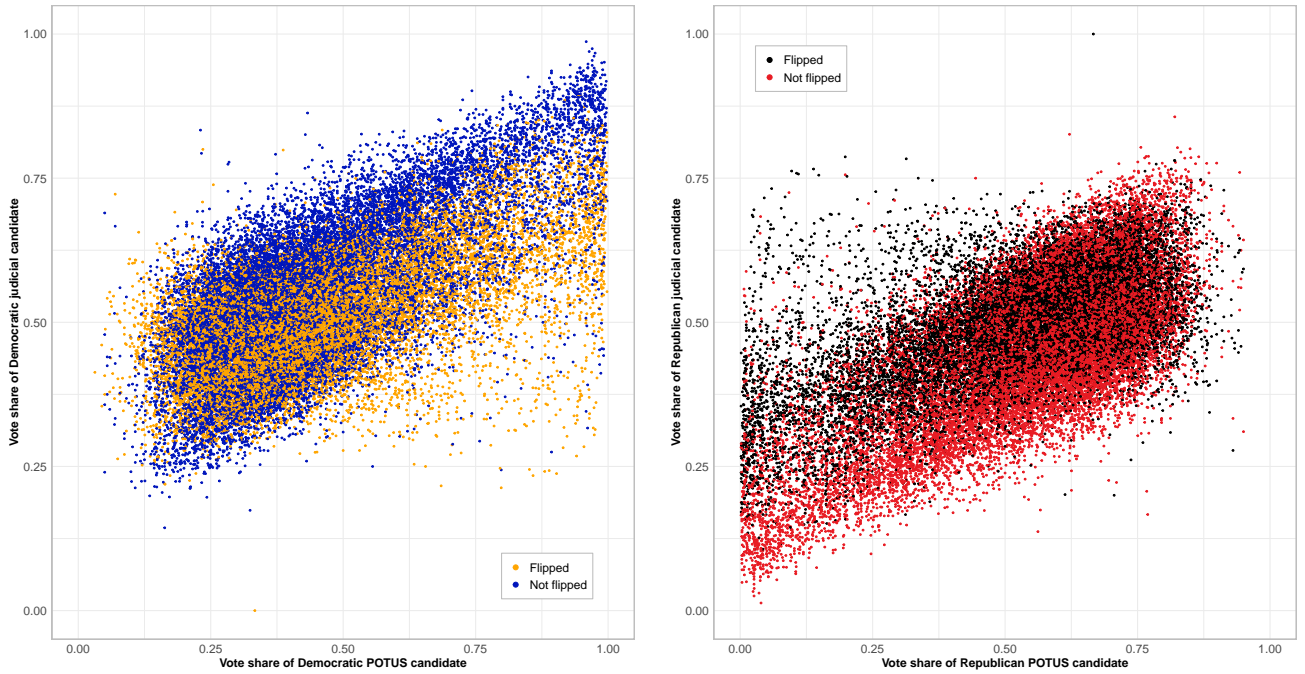 1.00
0.75
0.50
0.25
0.00
Vote share of Democratic judicial candidate
Flipped
Not flipped
0.00
0.25
0.50
0.75
1.00
Vote share of Democratic POTUS candidate
1.00
0.75
0.50
0.25
0.00
Vote share of Republican judicial candidate
Flipped
Not flipped
0.00
0.25
0.50
0.75
1.00
Vote share of Republican POTUS candidate